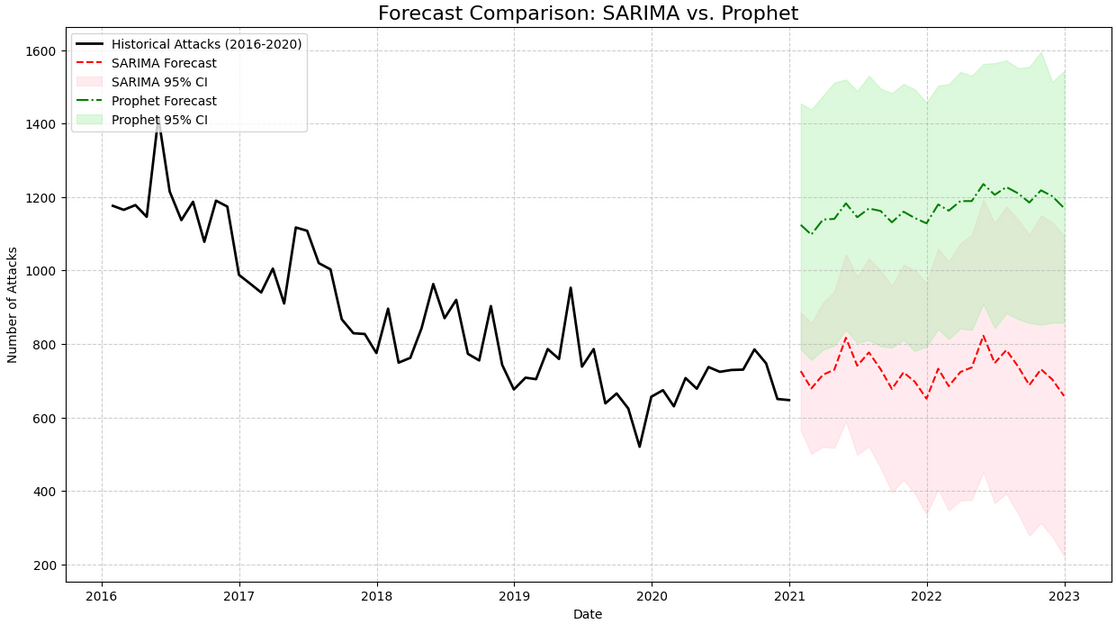 Forecast Comparison: SARIMA vs. Prophet
Historical Attacks (2016-2020)
SARIMA Forecast
SARIMA 95% CI
Prophet Forecast
Prophet 95% CI
1600
1400
1200
1000
800
600
400
200
Number of Attacks
2016 2017 2018 2019 2020 2021 2022 2023
Date